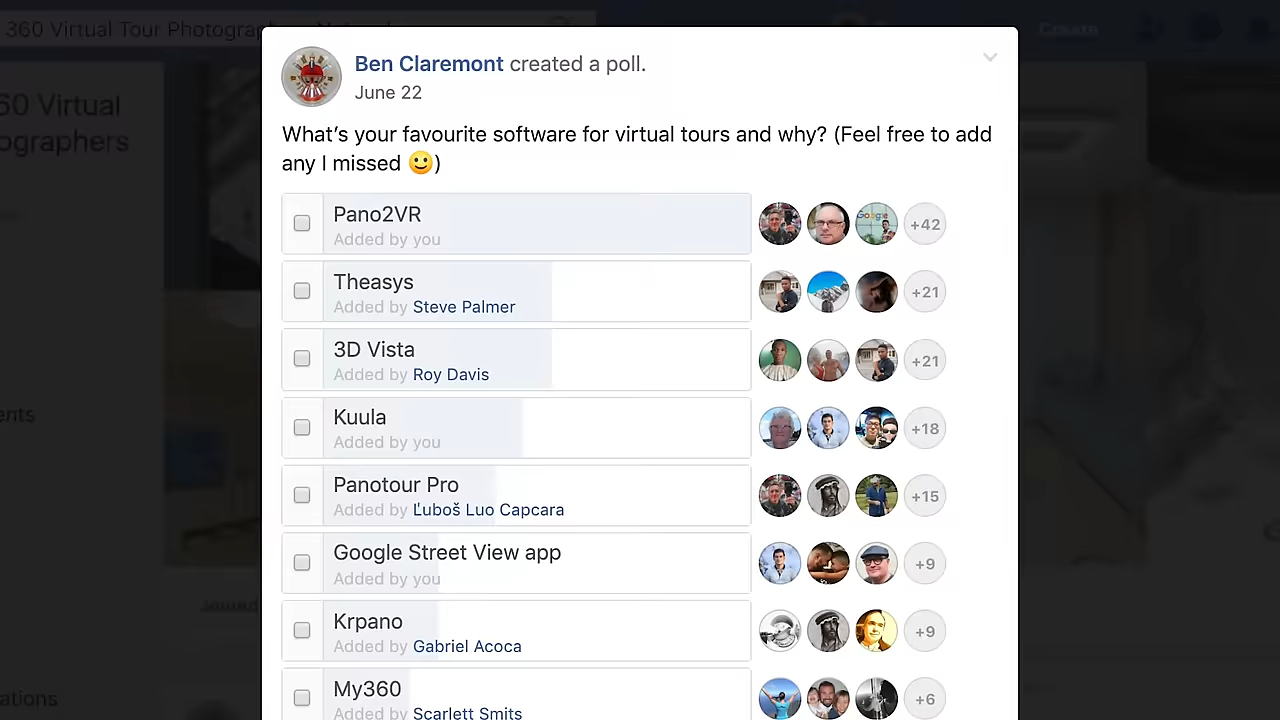 360 Virtual Tour Photograp
Create
60 Virtual
ographers
Ben Claremont created a poll.
June 22
What's your favourite software for virtual tours and why? (Feel free to add
any I missed 🙂)
Pano2VR
Added by you
+42
Theasys
Added by Steve Palmer
+21
3D Vista
Added by Roy Davis
+21
Kuula
Added by you
+18
Panotour Pro
Added by Ľuboš Luo Capcara
+15
Google Street View app
Added by you
+9
Krpano
Added by Gabriel Acoca
+9
My360
Added by Scarlett Smits
+6
ents
ations